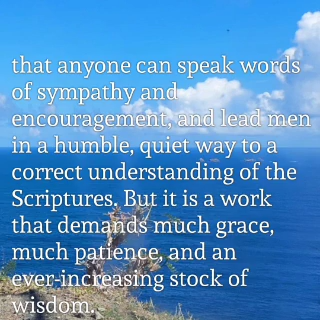 that anyone can speak words
of sympathy and
encouragement, and lead men
in a humble, quiet way to a
correct understanding of the
Scriptures. But it is a work
that demands much grace,
much patience, and an
ever-increasing stock of
wisdom.